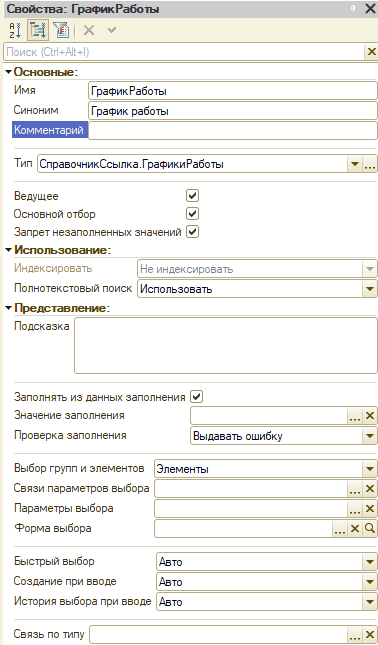 Свойства: ГрафикРаботы
Поиск (Ctrl+Alt+I)
Основные:
Имя ГрафикРаботы
Синоним График работы
Комментарий
Тип СправочникСсылка.ГрафикиРаботы
Ведущее
Основной отбор
Запрет незаполненных значений
Использование:
Индексировать Не индексировать
Полнотекстовый поиск Использовать
Представление:
Подсказка
Заполнять из данных заполнения
Значение заполнения
Проверка заполнения Выдавать ошибку
Выбор групп и элементов Элементы
Связи параметров выбора
Параметры выбора
Форма выбора
Быстрый выбор Авто
Создание при вводе Авто
История выбора при вводе Авто
Связь по типу